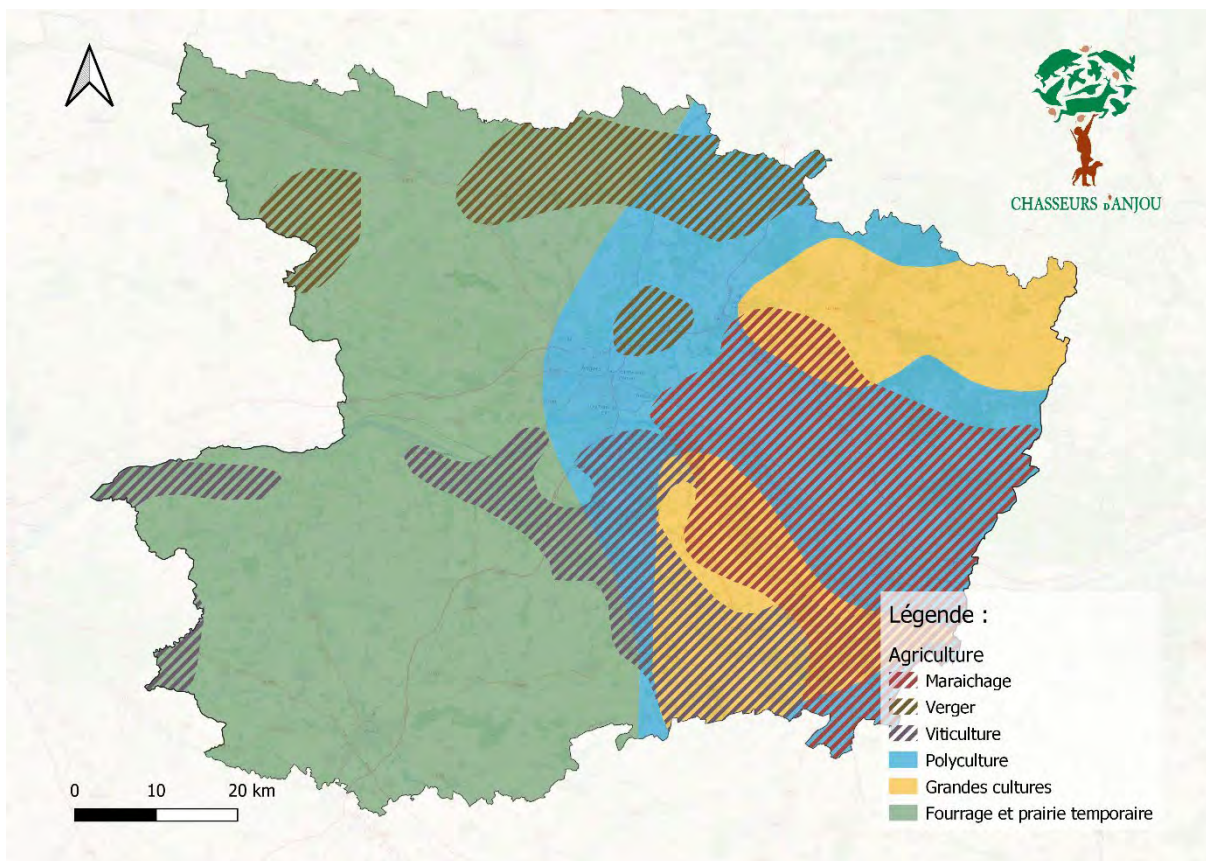 CHASSEURS D'ANJOU
Légende :
Agriculture
Maraichage
Verger
Viticulture
Polyculture
Grandes cultures
Fourrage et prairie temporaire
0 10 20 km